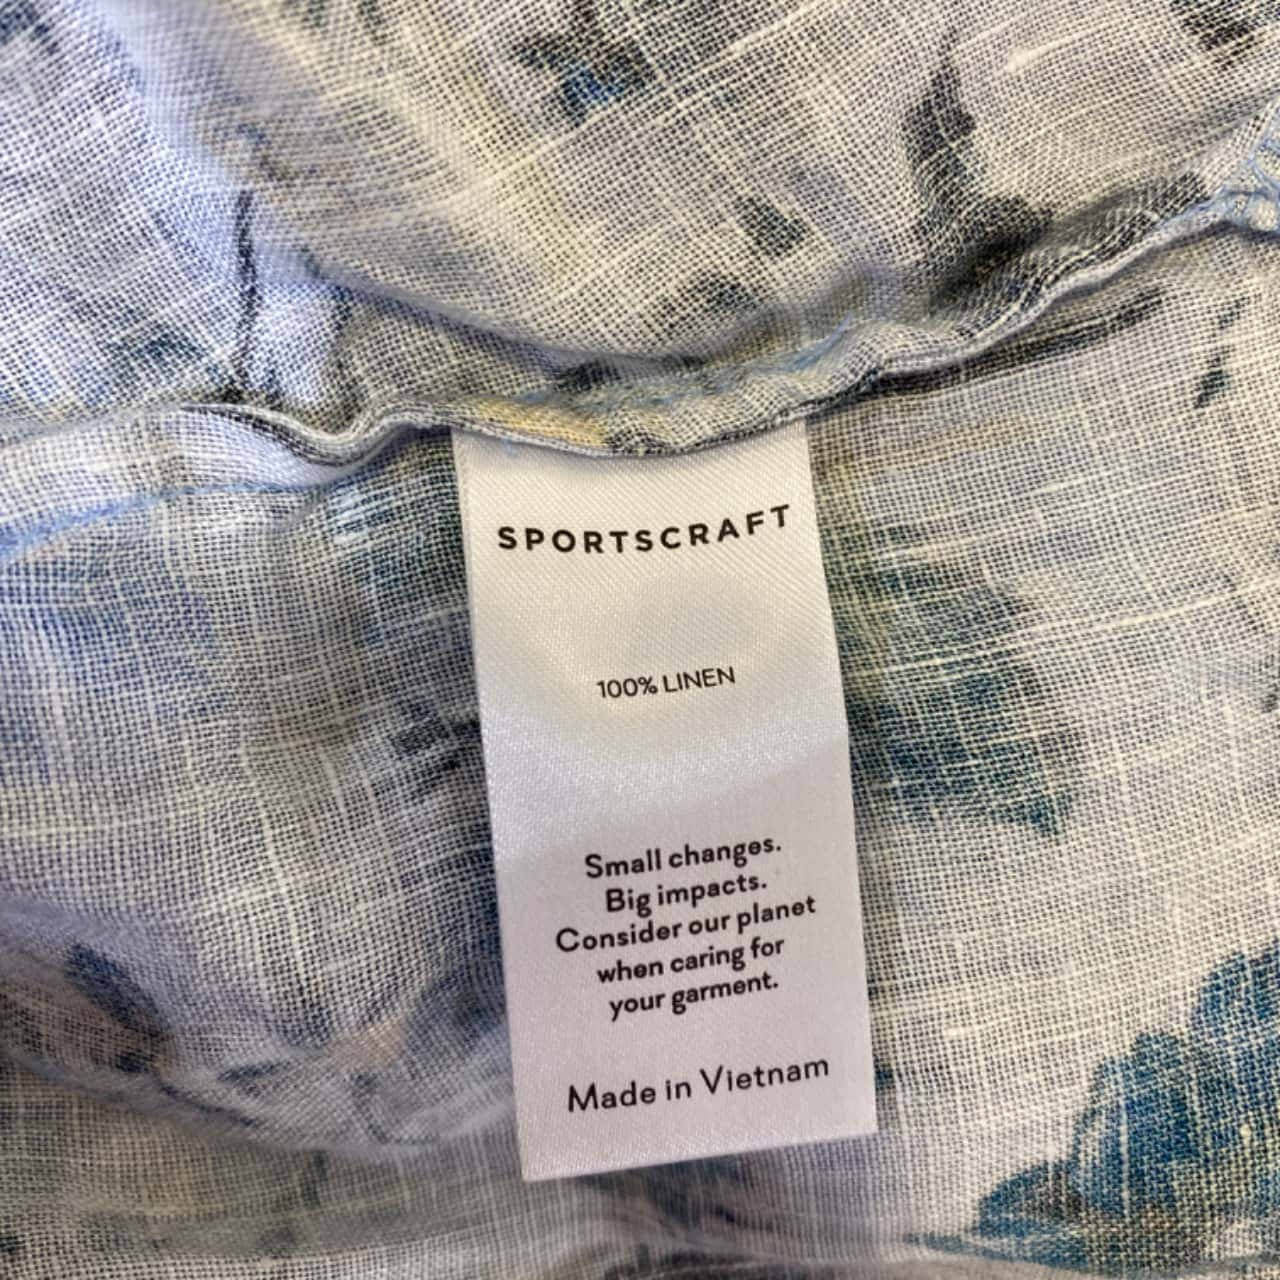 SPORTSCRAFT
100% LINEN
Small changes.
Big impacts.
Consider our planet
when caring for
your garment.
Made in Vietnam